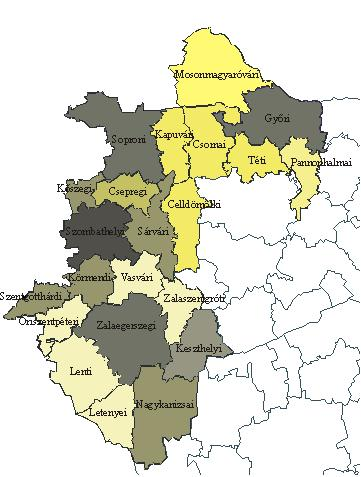 Mosonmagyaróvári
Győri
Soproni
Kapuvári
Csornai
Téti
Pannonhalmai
Kőszegi
Csepregi
Celldömölki
Szombathelyi
Sárvári
Körmendi
Vasvári
Szentgotthárdi
Zalaszentgróti
Őriszentpéteri
Zalaegerszegi
Keszthelyi
Lenti
Letenyei
Nagykanizsai